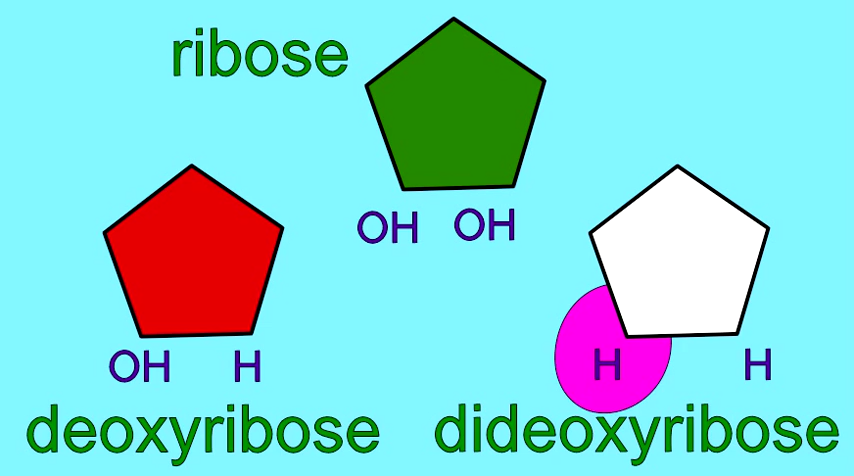 ribose
OH OH
OH H
H H
deoxyribose
dideoxyribose